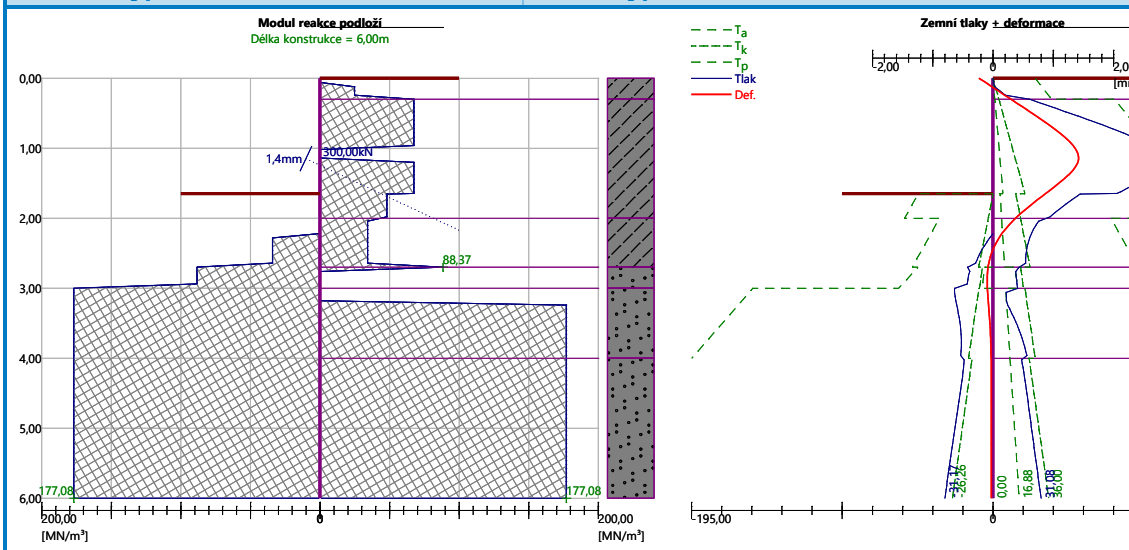 Modul reakce podloží
Délka konstrukce = 6,00m
0,00
1,00
2,00
3,00
4,00
5,00
6,00
1,4mm
300,00kN
88,37
177,08
177,08
200,00
0
200,00
[MN/m³]
[MN/m³]
Zemní tlaky + deformace
Ta
Tk
Tp
Tlak
Def.
-2,00
0
2,0
-26,26
0,00
16,88
31,08
36,00
-195,00
0